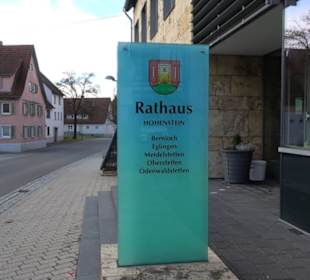 Rathaus
HOHENSTEIN
Bernloch
Eglingen
Meidelstetten
Oberstetten
Ödenwaldstetten